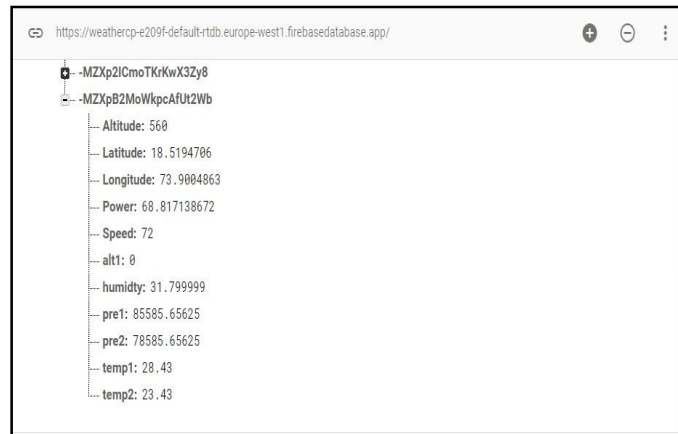 https://weathercp-e209f-default-rtdb.europe-west1.firebasedatabase.app/
-MZXp2ICmoTKrKwX3Zy8
-MZXpB2MoWkpcAfUt2Wb
Altitude: 560
Latitude: 18.5194706
Longitude: 73.9004863
Power: 68.817138672
Speed: 72
alt1: 0
humidty: 31.799999
pre1: 85585.65625
pre2: 78585.65625
temp1: 28.43
temp2: 23.43